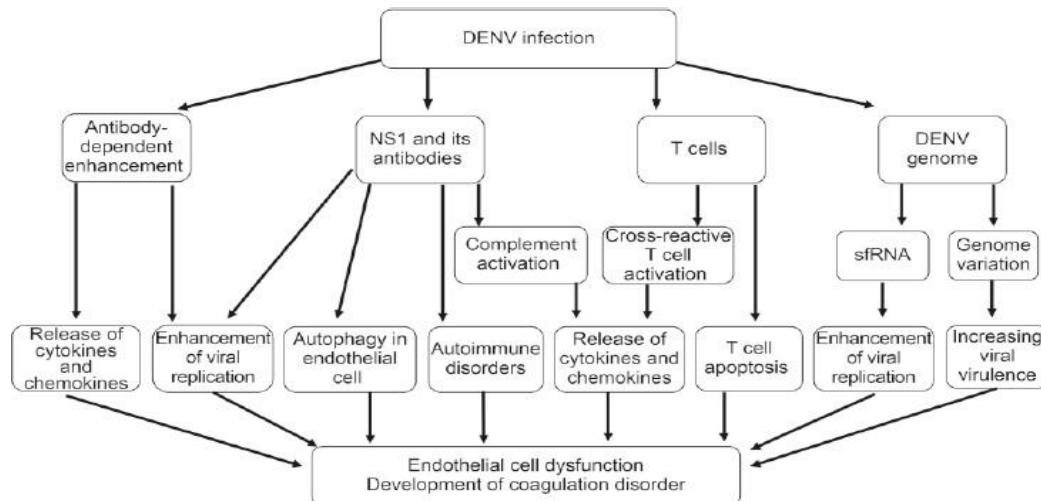 DENV infection
Antibody-
dependent
enhancement
NS1 and its
antibodies
T cells
DENV
genome
Complement
activation
Cross-reactive
T cell
activation
sfRNA
Genome
variation
Release of
cytokines
and
chemokines
Enhancement
of viral
replication
Autophagy in
endothelial
cell
Autoimmune
disorders
Release of
cytokines and
chemokines
T cell
apoptosis
Enhancement
of viral
replication
Increasing
viral
virulence
Endothelial cell dysfunction
Development of coagulation disorder